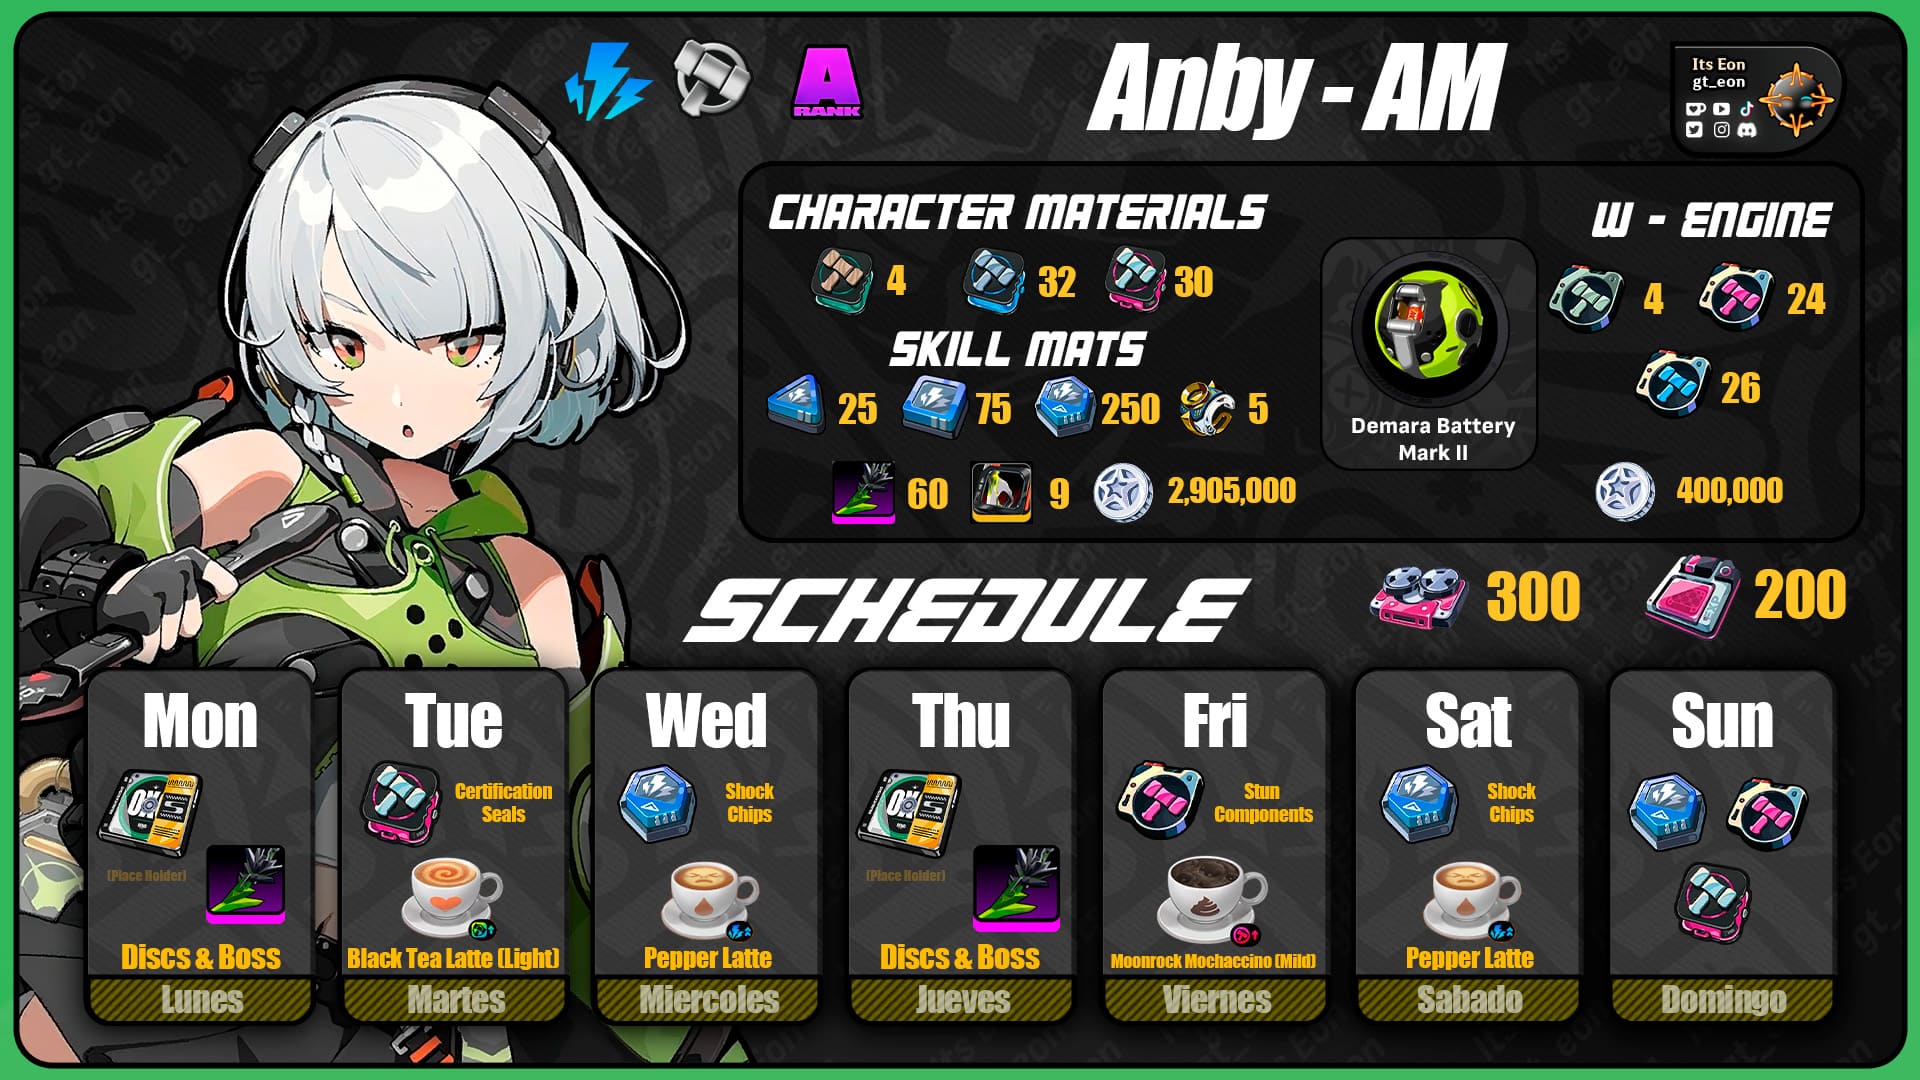 A
RANK
Anby - AM
Its Eon
gt_eon
CHARACTER MATERIALS
4
32
30
SKILL MATS
25
75
250
5
60
9
2,905,000
Demara Battery
Mark II
W - ENGINE
4
24
26
400,000
SCHEDULE
300
200
Mon
(Place Holder)
Discs & Boss
Lunes
Tue
Certification
Seals
Black Tea Latte (Light)
Martes
Wed
Shock
Chips
Pepper Latte
Miercoles
Thu
(Place Holder)
Discs & Boss
Jueves
Fri
Stun
Components
Moonrock Mochaccino (Mild)
Viernes
Sat
Shock
Chips
Pepper Latte
Sabado
Sun
Domingo